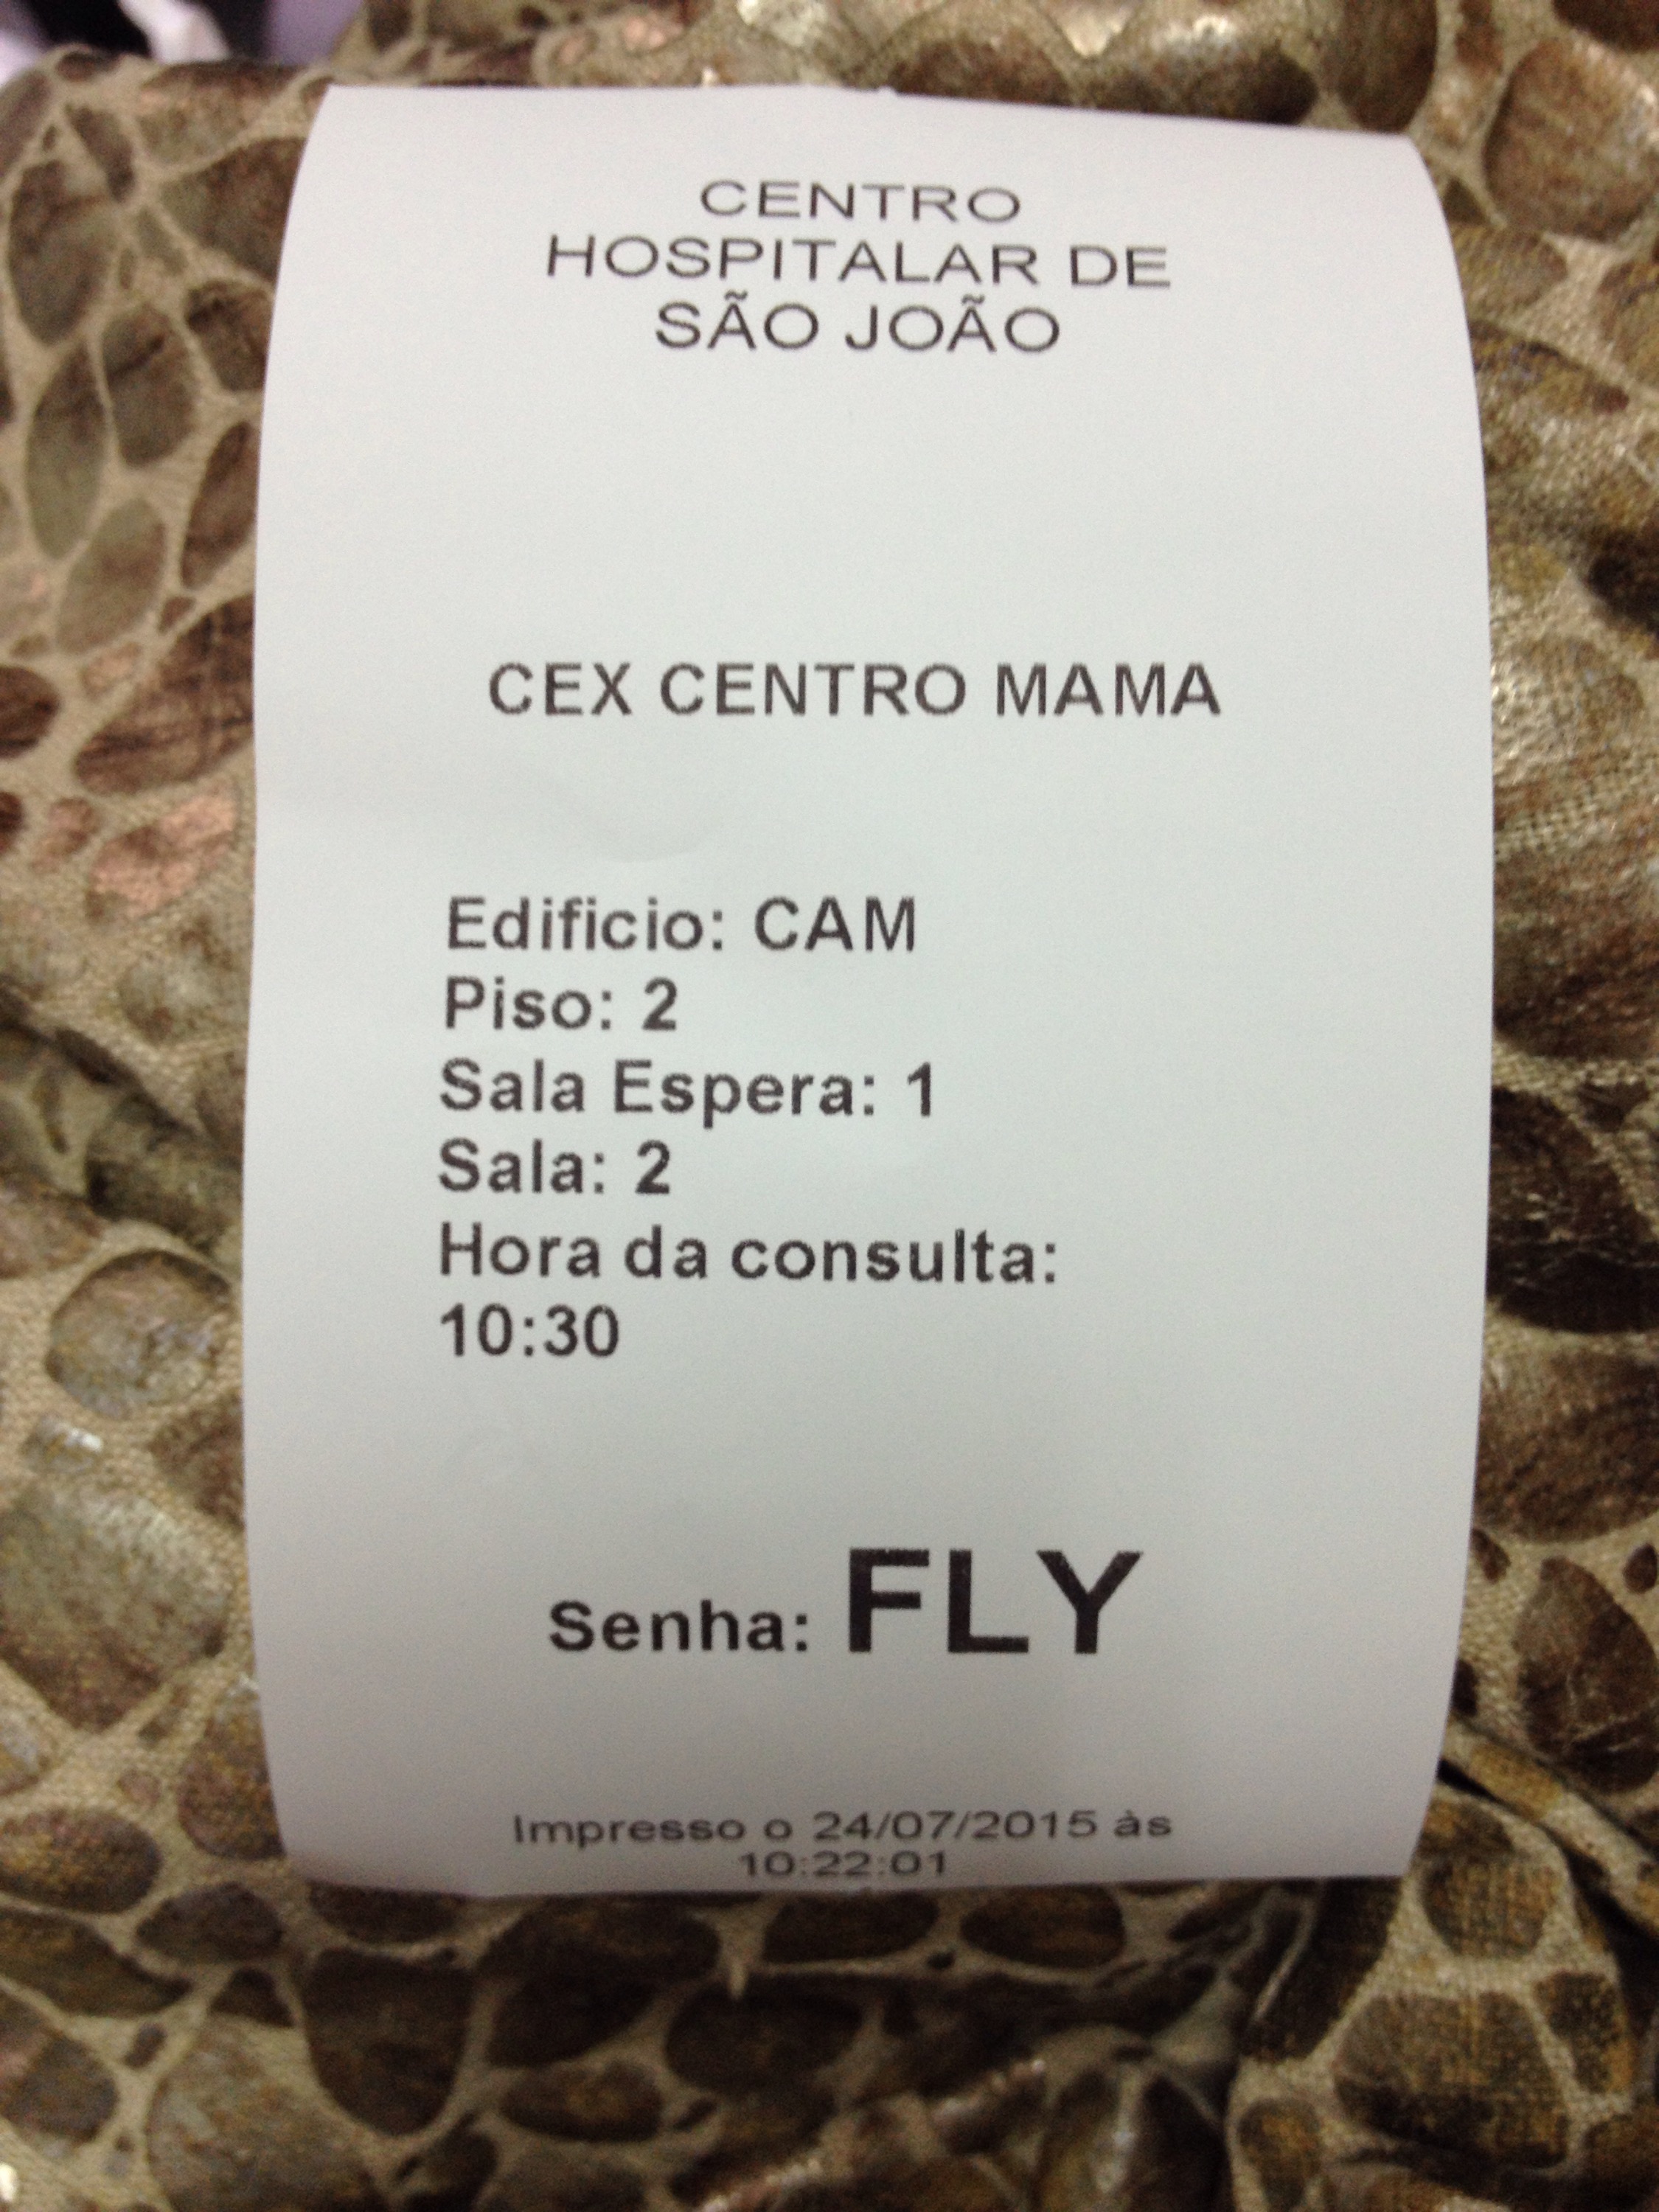 CENTRO
HOSPITALAR DE
SÃO JOÃO
CEX CENTRO MAMA
Edificio: CAM
Piso: 2
Sala Espera: 1
Sala: 2
Hora da consulta:
10:30
Senha: FLY
Impresso o 24/07/2015 às
10:22:01